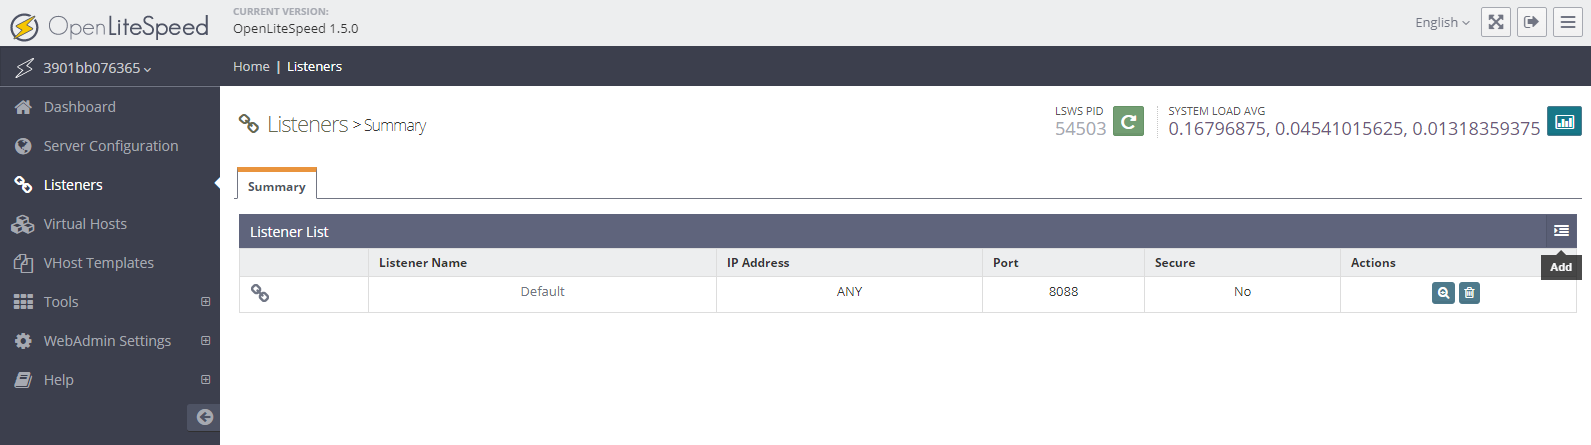 OpenLiteSpeed
CURRENT VERSION:
OpenLiteSpeed 1.5.0
English
3901bb076365
Home | Listeners
Dashboard
Server Configuration
Listeners
Virtual Hosts
VHost Templates
Tools
WebAdmin Settings
Help
Listeners > Summary
LSWS PID
54503
SYSTEM LOAD AVG
0.16796875, 0.04541015625, 0.01318359375
Summary
Listener List
Add
Listener Name IP Address Port Secure Actions
Default ANY 8088 No